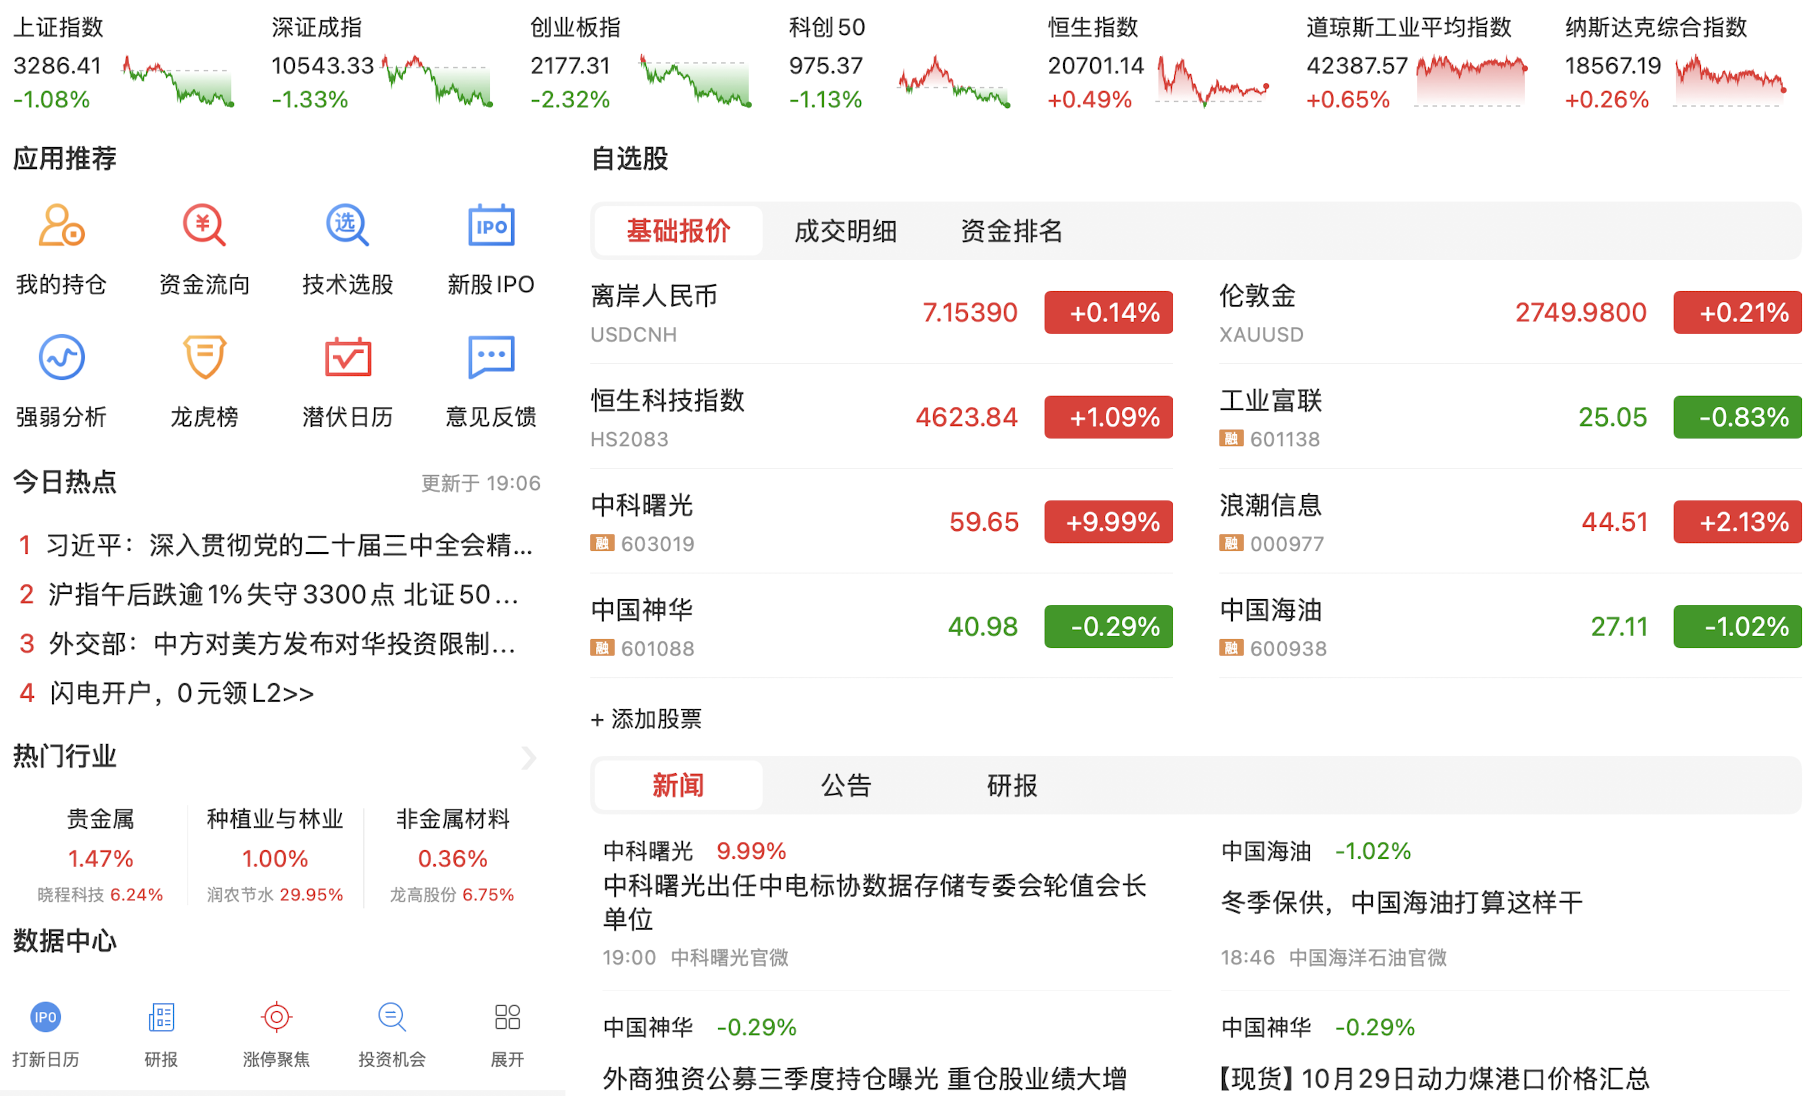 上证指数
3286.41
-1.08%
深证成指
10543.33
-1.33%
创业板指
2177.31
-2.32%
科创50
975.37
-1.13%
恒生指数
20701.14
+0.49%
道琼斯工业平均指数
42387.57
+0.65%
纳斯达克综合指数
18567.19
+0.26%
应用推荐
我的持仓
¥
资金流向
选
技术选股
IPO
新股IPO
强弱分析
龙虎榜
潜伏日历
意见反馈
今日热点
更新于 19:06
1 习近平：深入贯彻党的二十届三中全会精...
2 沪指午后跌逾1%失守3300点 北证50...
3 外交部：中方对美方发布对华投资限制...
4 闪电开户，0元领L2>>
热门行业
贵金属
1.47%
晓程科技 6.24%
种植业与林业
1.00%
润农节水 29.95%
非金属材料
0.36%
龙高股份 6.75%
数据中心
IPO
打新日历
研报
涨停聚焦
投资机会
展开
自选股
基础报价 成交明细 资金排名
离岸人民币
USDCNH
7.15390
+0.14%
伦敦金
XAUUSD
2749.9800
+0.21%
恒生科技指数
HS2083
4623.84
+1.09%
工业富联
融 601138
25.05
-0.83%
中科曙光
融 603019
59.65
+9.99%
浪潮信息
融 000977
44.51
+2.13%
中国神华
融 601088
40.98
-0.29%
中国海油
融 600938
27.11
-1.02%
+ 添加股票
新闻 公告 研报
中科曙光 9.99%
中科曙光出任中电标协数据存储专委会轮值会长
单位
19:00 中科曙光官微
中国海油 -1.02%
冬季保供，中国海油打算这样干
18:46 中国海洋石油官微
中国神华 -0.29%
外商独资公募三季度持仓曝光 重仓股业绩大增
中国神华 -0.29%
【现货】10月29日动力煤港口价格汇总